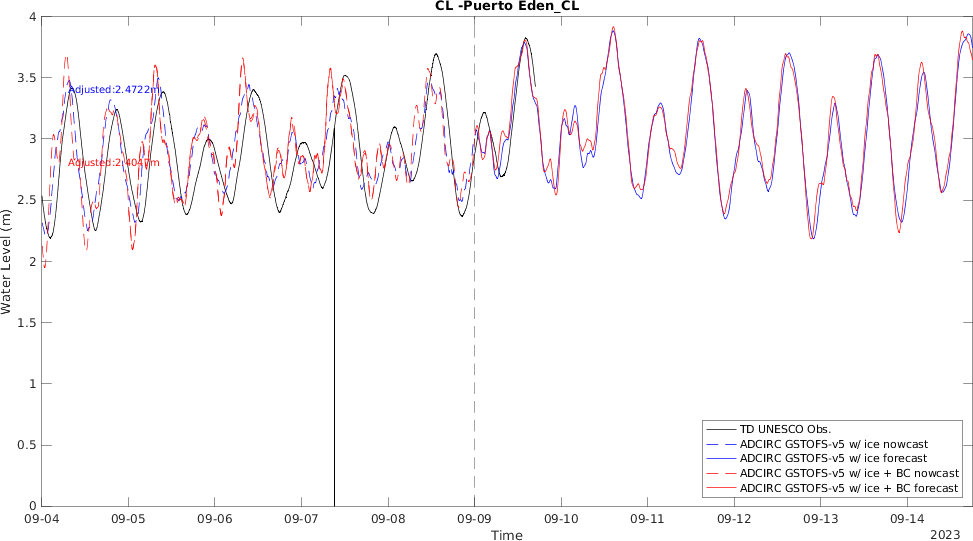 CL -Puerto Eden_CL
4
3.5
3
2.5
2
1.5
1
0.5
0
Water Level (m)
Adjusted:2.4722m
Adjusted:2.4047m
TD UNESCO Obs.
ADCIRC GSTOFS-v5 w/ ice nowcast
ADCIRC GSTOFS-v5 w/ ice forecast
ADCIRC GSTOFS-v5 w/ ice + BC nowcast
ADCIRC GSTOFS-v5 w/ ice + BC forecast
09-04 09-05 09-06 09-07 09-08 09-09 09-10 09-11 09-12 09-13 09-14
Time
2023